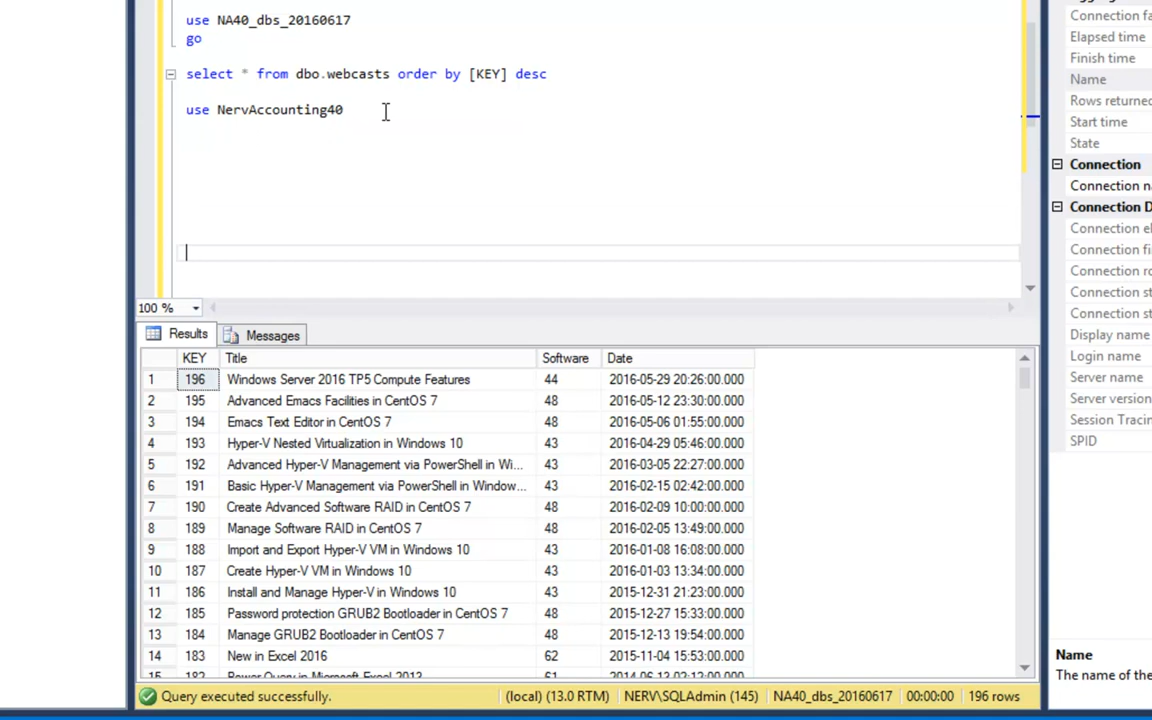 use NA40_dbs_20160617
go
select * from dbo.webcasts order by [KEY] desc
use NervAccounting40
100 %
Results Messages
KEY Title Software Date
1 196 Windows Server 2016 TP5 Compute Features 44 2016-05-29 20:26:00.000
2 195 Advanced Emacs Facilities in CentOS 7 48 2016-05-12 23:30:00.000
3 194 Emacs Text Editor in CentOS 7 48 2016-05-06 01:55:00.000
4 193 Hyper-V Nested Virtualization in Windows 10 43 2016-04-29 05:46:00.000
5 192 Advanced Hyper-V Management via PowerShell in Wi... 43 2016-03-05 22:27:00.000
6 191 Basic Hyper-V Management via PowerShell in Window... 43 2016-02-15 02:42:00.000
7 190 Create Advanced Software RAID in CentOS 7 48 2016-02-09 10:00:00.000
8 189 Manage Software RAID in CentOS 7 48 2016-02-05 13:49:00.000
9 188 Import and Export Hyper-V VM in Windows 10 43 2016-01-08 16:08:00.000
10 187 Create Hyper-V VM in Windows 10 43 2016-01-03 13:34:00.000
11 186 Install and Manage Hyper-V in Windows 10 43 2015-12-31 21:23:00.000
12 185 Password protection GRUB2 Bootloader in CentOS 7 48 2015-12-27 15:33:00.000
13 184 Manage GRUB2 Bootloader in CentOS 7 48 2015-12-13 19:54:00.000
14 183 New in Excel 2016 62 2015-11-04 15:53:00.000
Query executed successfully. (local) (13.0 RTM) NERV\SQLAdmin (145) NA40_dbs_20160617 00:00:00 196 rows
Connection fa
Elapsed time
Finish time
Name
Rows returned
Start time
State
Connection
Connection n
Connection D
Connection el
Connection fi
Connection ro
Connection st
Connection st
Display name
Login name
Server name
Server version
Session Tracin
SPID
Name
The name of the